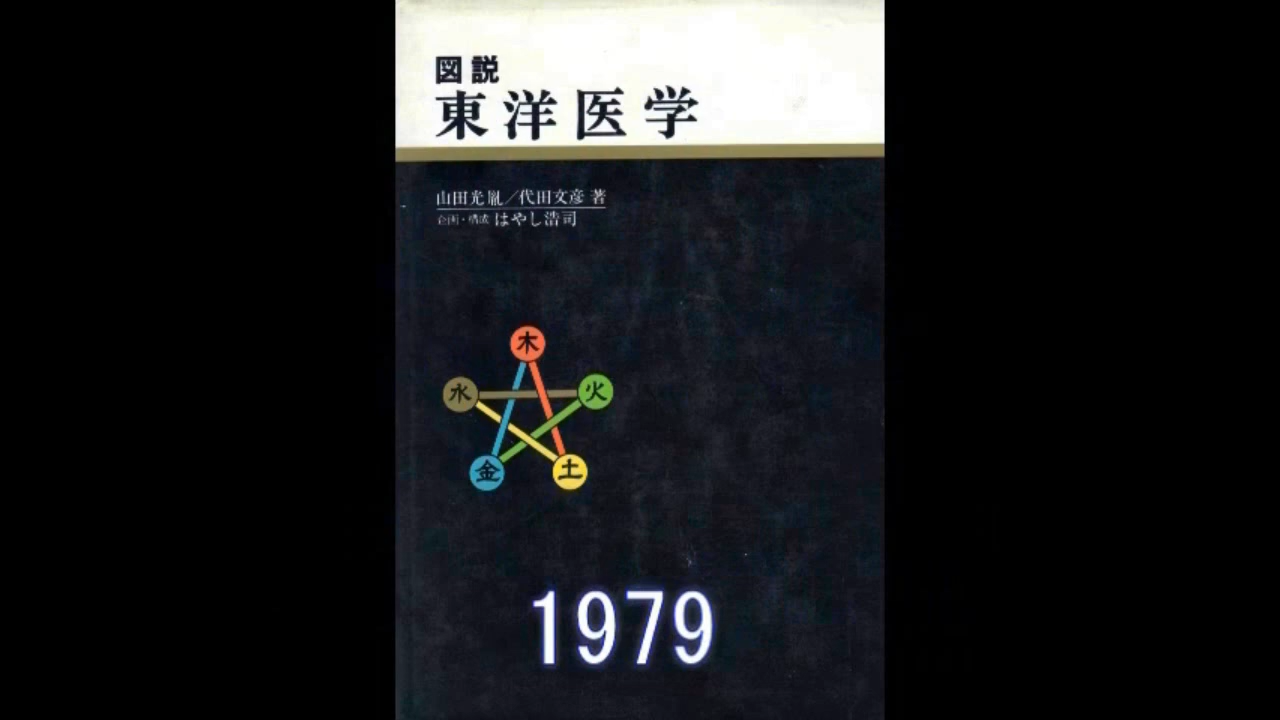 図説
東洋医学
山田光胤／代田文彦 著
企画・構成 はやし浩司
木
水
火
金
土
1979